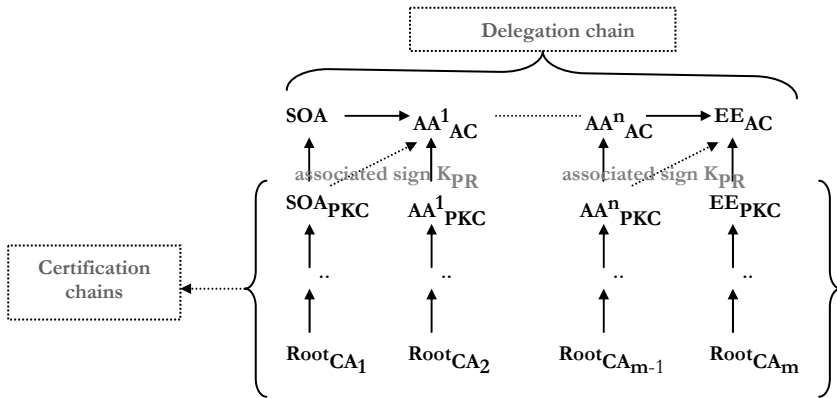 Delegation chain
SOA AA¹AC AAⁿAC EEAC
associated sign KPR associated sign KPR
SOAPKC AA¹PKC AAⁿPKC EEPKC
Certification
chains
.. .. .. ..
RootCA1 RootCA2 RootCAm-1 RootCAm